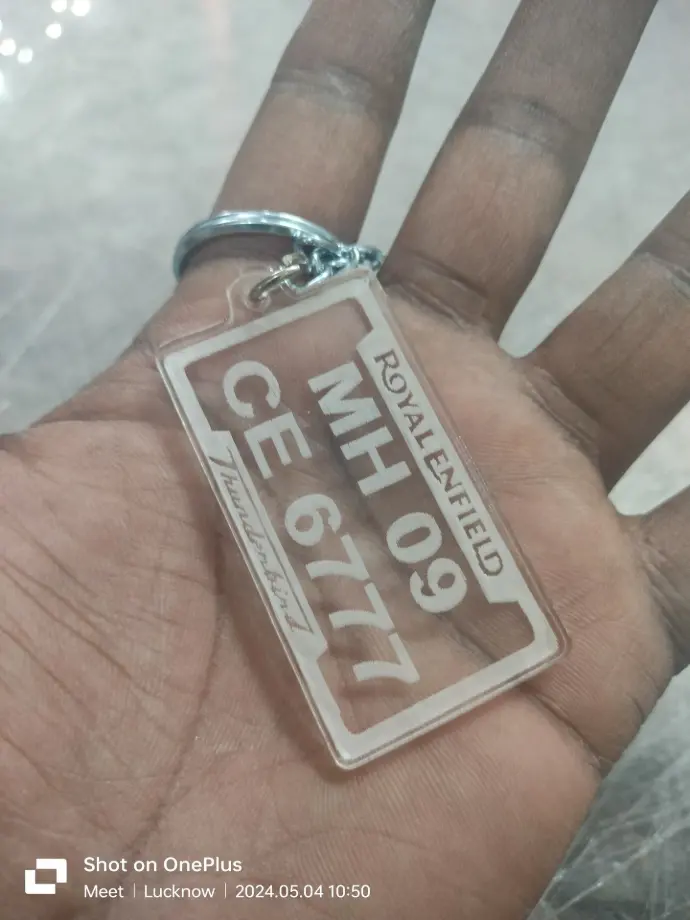 ROYAL ENFIELD
MH 09
CE 6777
Thunderbird
Shot on OnePlus
Meet | Lucknow | 2024.05.04 10:50